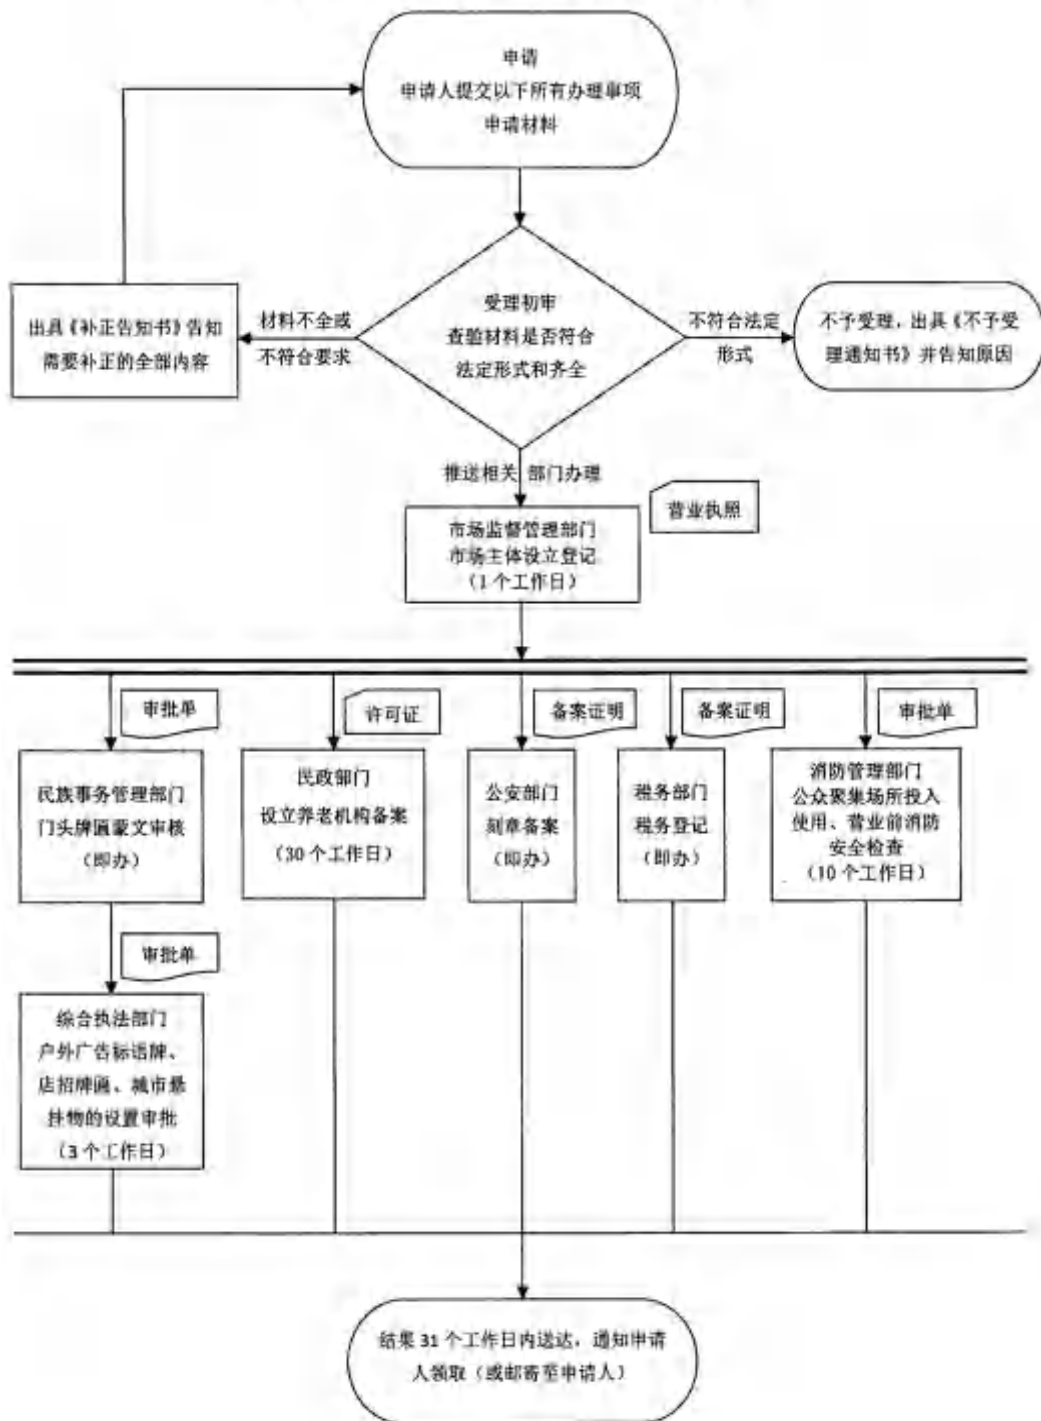 申请
申请人提交以下所有办理事项
申请材料
受理初审
查验材料是否符合
法定形式和齐全
材料不全或
不符合要求
出具《补正告知书》告知
需要补正的全部内容
不符合法定
形式
不予受理，出具《不予受
理通知书》并告知原因
推送相关 部门办理
营业执照
市场监督管理部门
市场主体设立登记
（1 个工作日）
审批单
许可证
备案证明
备案证明
审批单
民族事务管理部门
门头牌匾蒙文审核
（即办）
民政部门
设立养老机构备案
（30 个工作日）
公安部门
刻章备案
（即办）
税务部门
税务登记
（即办）
消防管理部门
公众聚集场所投入
使用、营业前消防
安全检查
（10 个工作日）
审批单
综合执法部门
户外广告标语牌、
店招牌匾、城市悬
挂物的设置审批
（3 个工作日）
结果 31 个工作日内送达，通知申请
人领取（或邮寄至申请人）